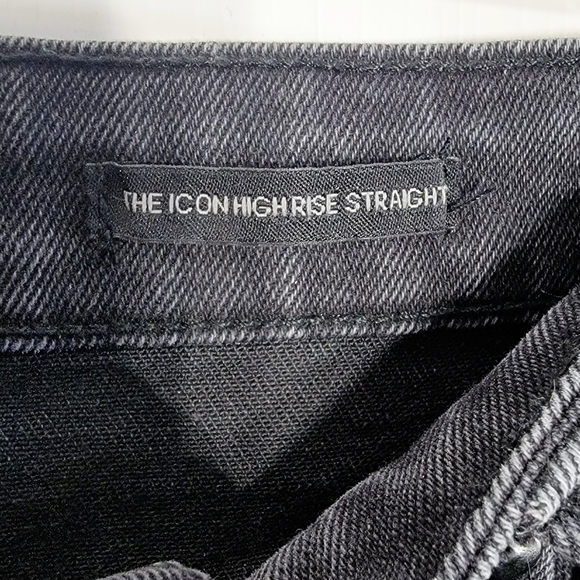 THE ICON HIGH RISE STRAIGHT